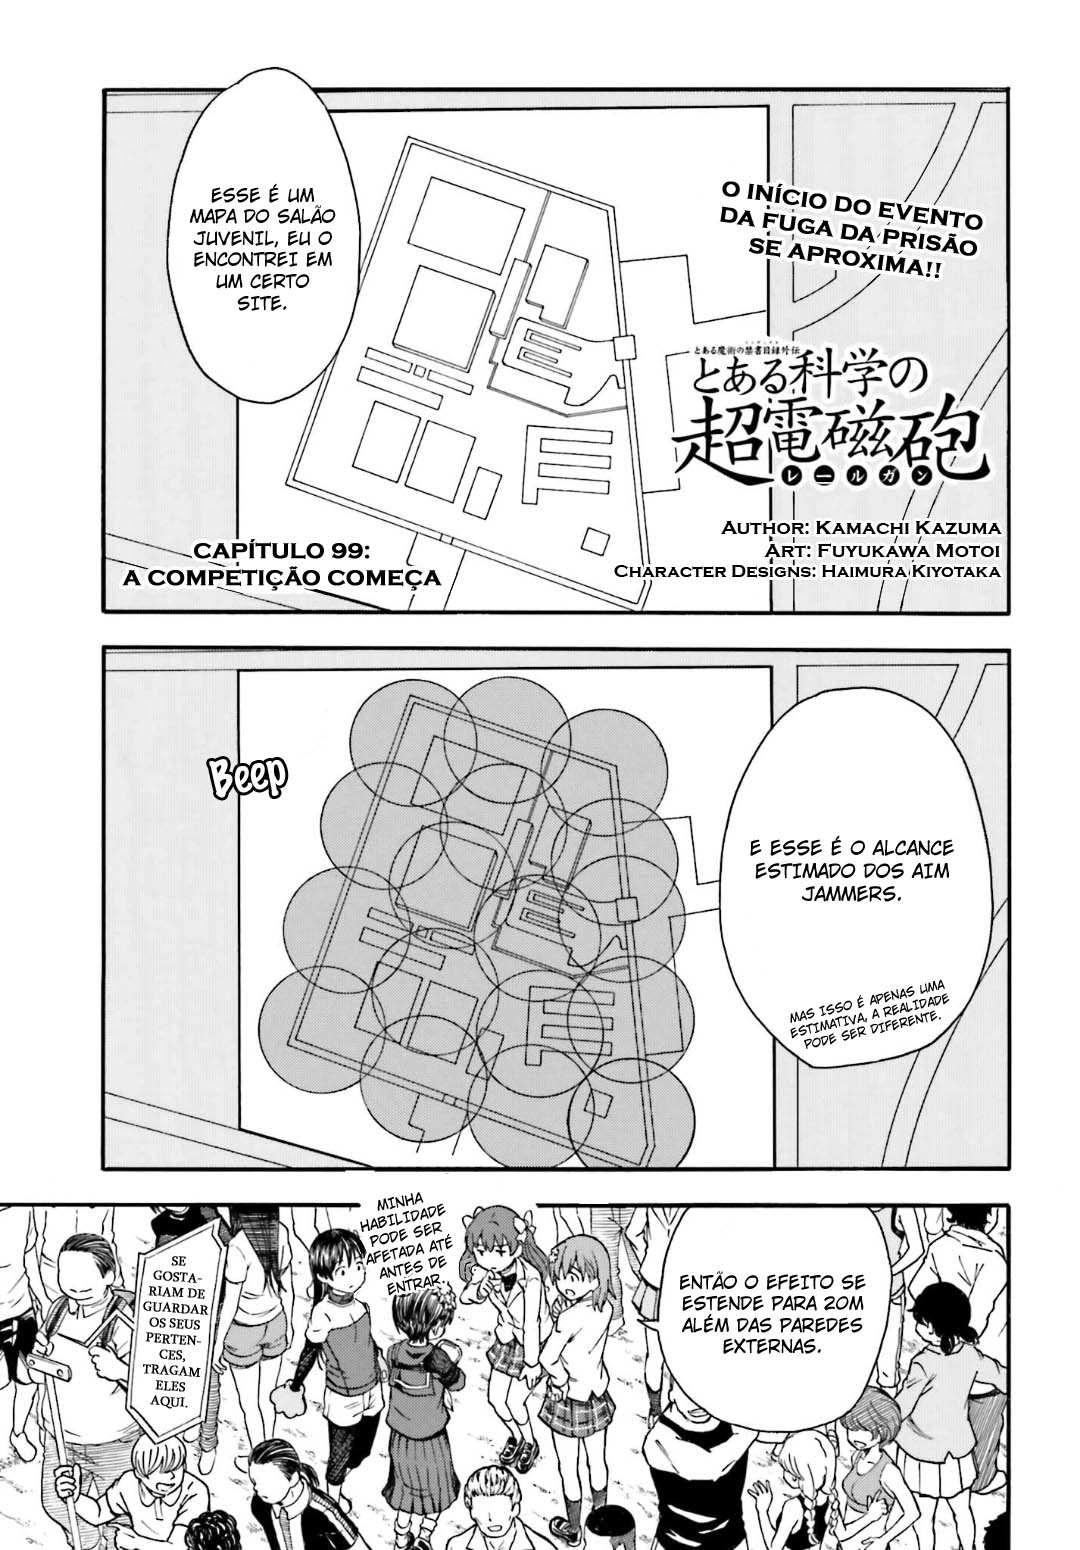 ESSE É UM
MAPA DO SALÃO
JUVENIL, EU O
ENCONTREI EM
UM CERTO
SITE.
O INÍCIO DO EVENTO
DA FUGA DA PRISÃO
SE APROXIMA!!
とある魔術の禁書目録外伝
とある科学の
超電磁砲
レールガン
AUTHOR: KAMACHI KAZUMA
ART: FUYUKAWA MOTOI
CHARACTER DESIGNS: HAIMURA KIYOTAKA
CAPÍTULO 99:
A COMPETIÇÃO COMEÇA
BEEP
E ESSE É O ALCANCE
ESTIMADO DOS AIM
JAMMERS.
MAS ISSO É APENAS UMA
ESTIMATIVA, A REALIDADE
PODE SER DIFERENTE.
MINHA
HABILIDADE
PODE SER
AFETADA ATÉ
ANTES DE
ENTRAR...
SE
GOSTA-
RIAM DE
GUARDAR
OS SEUS
PERTEN-
CES,
TRAGAM
ELES
AQUI.
ENTÃO O EFEITO SE
ESTENDE PARA 20M
ALÉM DAS PAREDES
EXTERNAS.